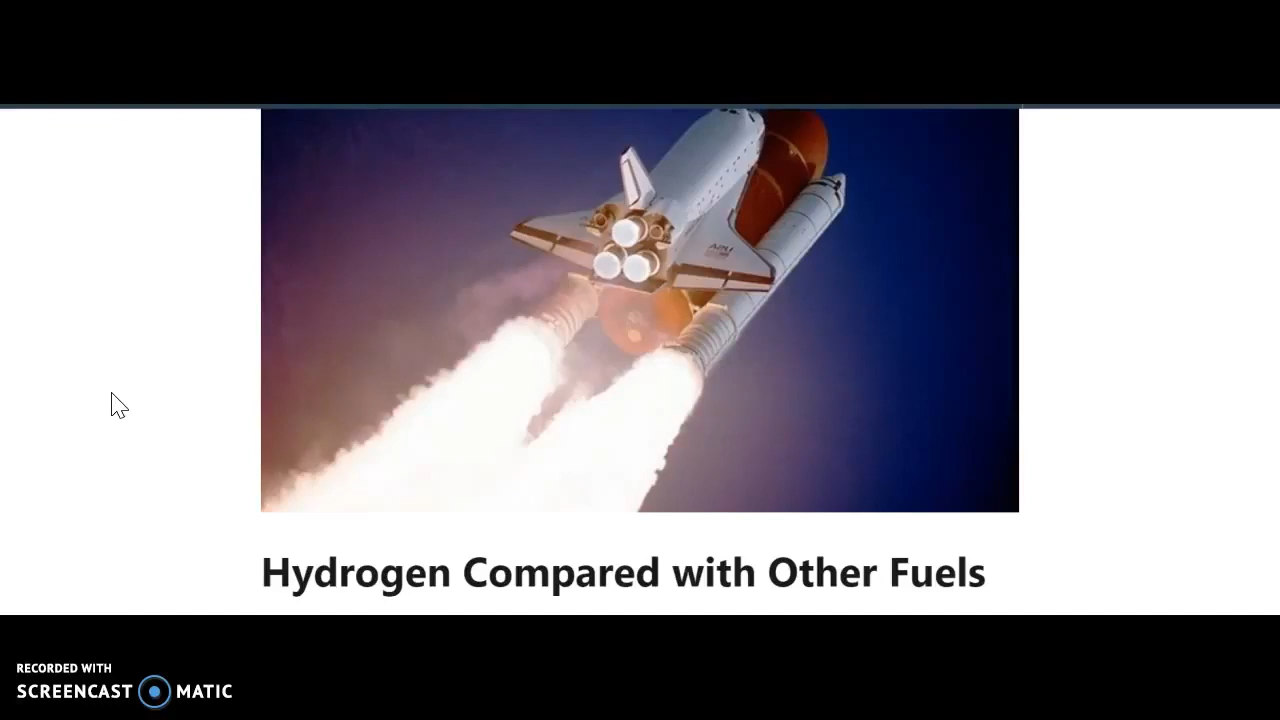 Hydrogen Compared with Other Fuels
RECORDED WITH
SCREENCAST MATIC